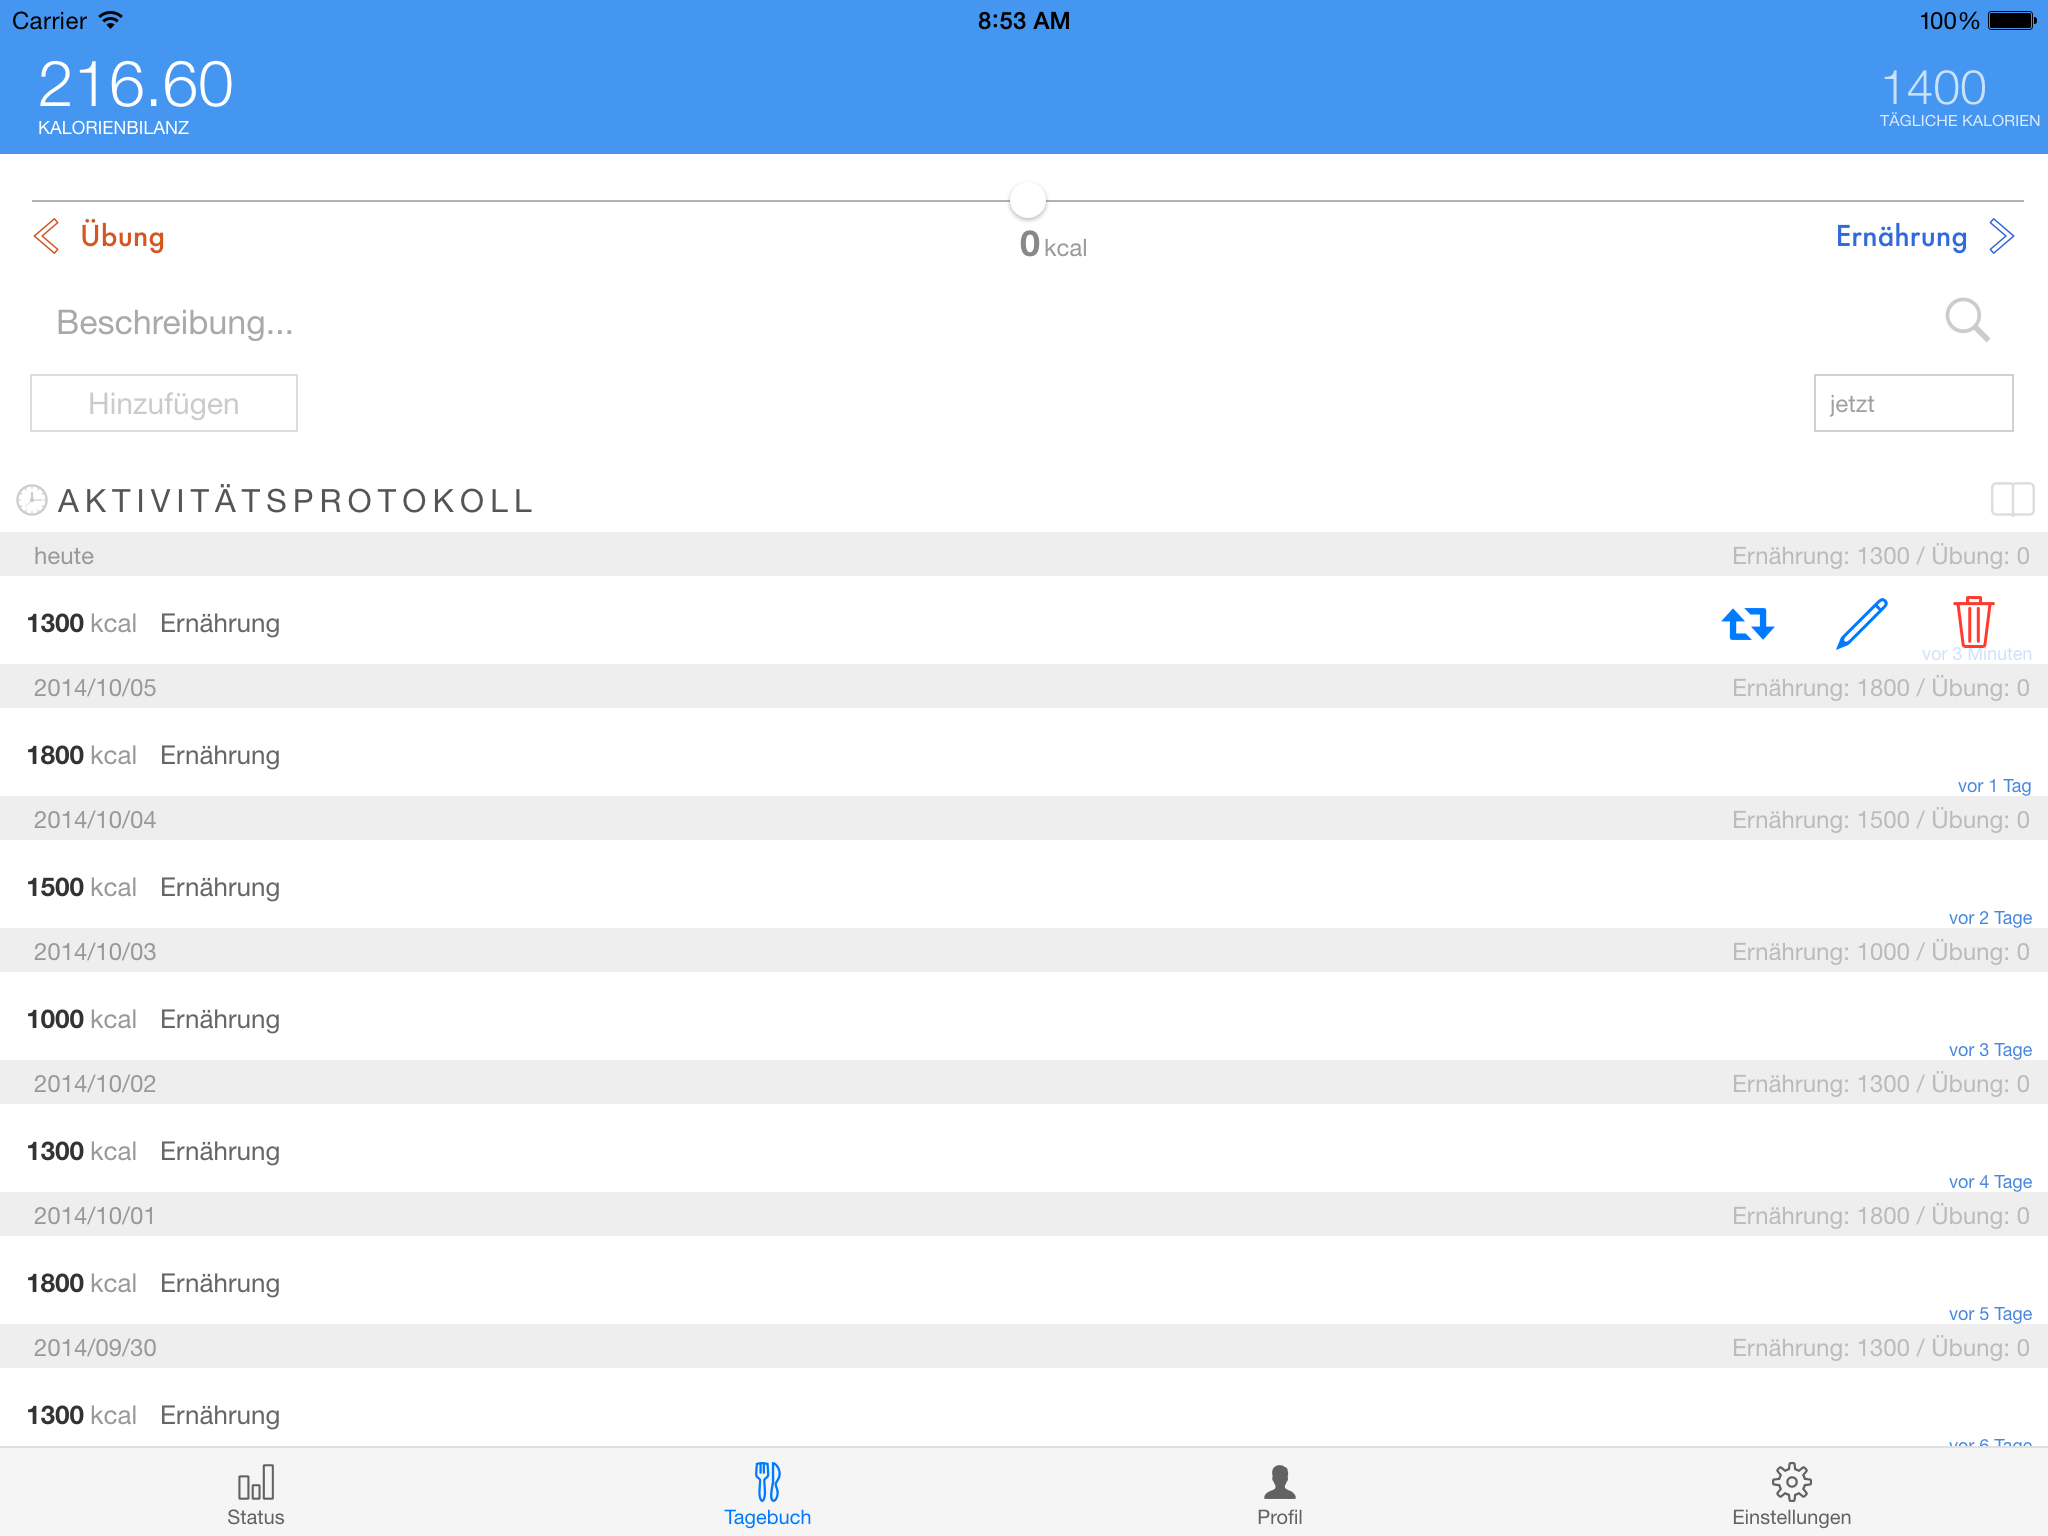 Carrier 8:53 AM 100%
216.60 1400
KALORIENBILANZ TÄGLICHE KALORIEN
Übung 0 kcal Ernährung
Beschreibung...
Hinzufügen jetzt
AKTIVITÄTSPROTOKOLL
heute Ernährung: 1300 / Übung: 0
1300 kcal Ernährung
vor 3 Minuten
2014/10/05 Ernährung: 1800 / Übung: 0
1800 kcal Ernährung
vor 1 Tag
2014/10/04 Ernährung: 1500 / Übung: 0
1500 kcal Ernährung
vor 2 Tage
2014/10/03 Ernährung: 1000 / Übung: 0
1000 kcal Ernährung
vor 3 Tage
2014/10/02 Ernährung: 1300 / Übung: 0
1300 kcal Ernährung
vor 4 Tage
2014/10/01 Ernährung: 1800 / Übung: 0
1800 kcal Ernährung
vor 5 Tage
2014/09/30 Ernährung: 1300 / Übung: 0
1300 kcal Ernährung
vor 6 Tage
Status Tagebuch Profil Einstellungen